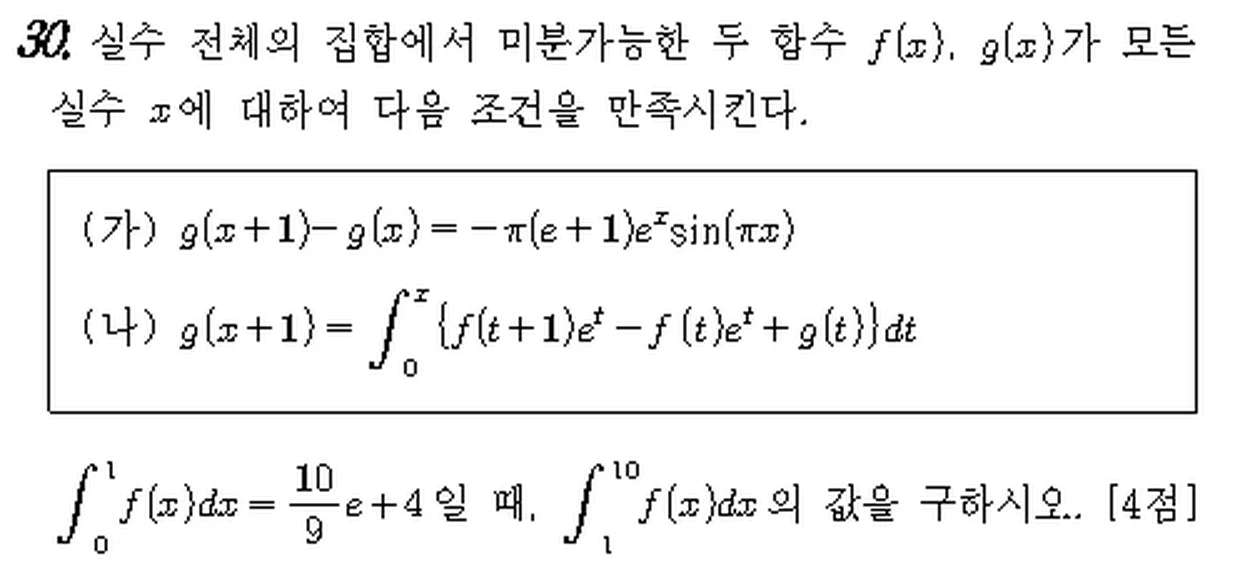 30. 실수 전체의 집합에서 미분가능한 두 함수 f(x), g(x)가 모든
실수 x에 대하여 다음 조건을 만족시킨다.
(가) g(x+1)-g(x)=-π(e+1)e^x sin(πx)
(나) g(x+1)=∫_0^x {f(t+1)e^t-f(t)e^t+g(t)}dt
∫_0^1 f(x)dx=10/9 e+4일 때, ∫_1^10 f(x)dx의 값을 구하시오.. [4점]